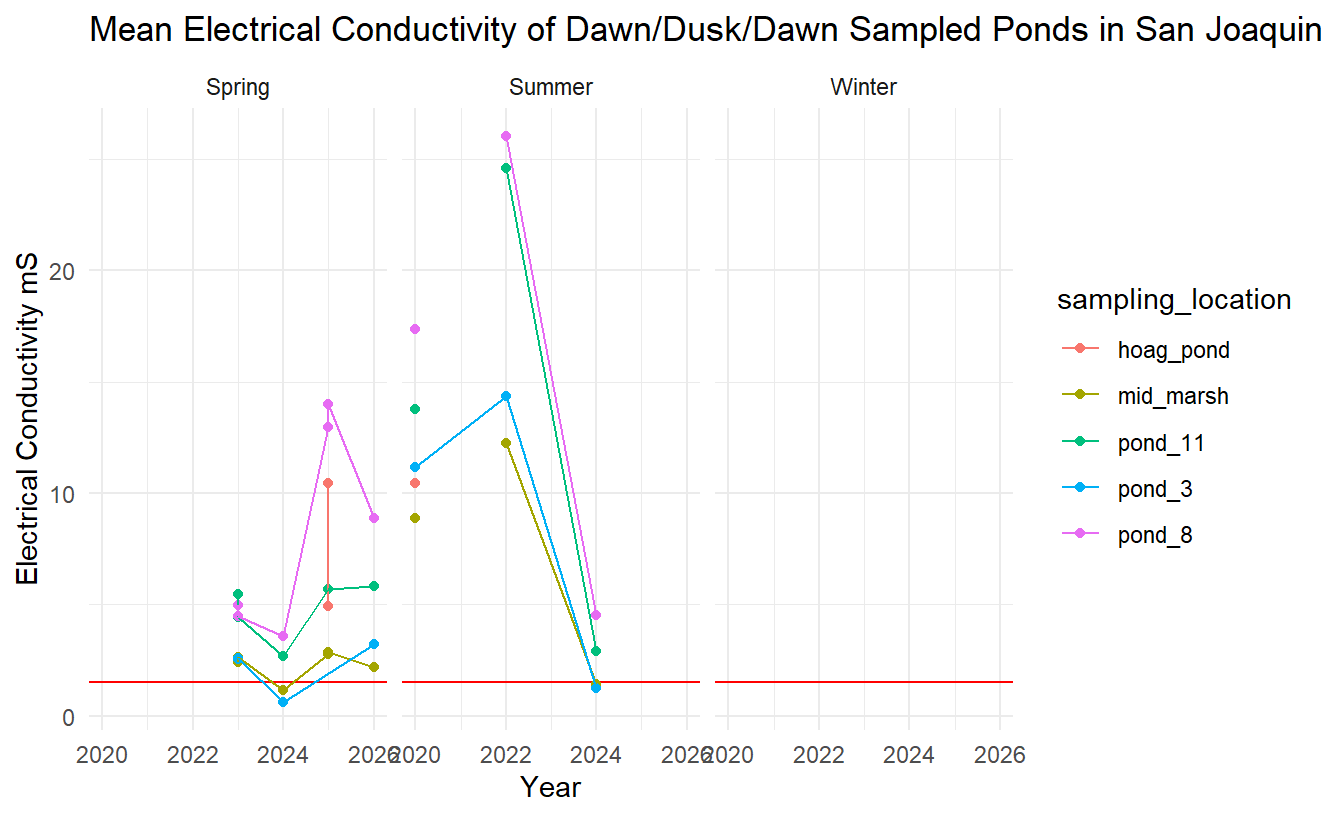 Mean Electrical Conductivity of Dawn/Dusk/Dawn Sampled Ponds in San Joaquin
Spring
Summer
Winter
Electrical Conductivity mS
20
10
0
2020 2022 2024 2026
2020 2022 2024 2026
2020 2022 2024 2026
Year
sampling_location
hoag_pond
mid_marsh
pond_11
pond_3
pond_8